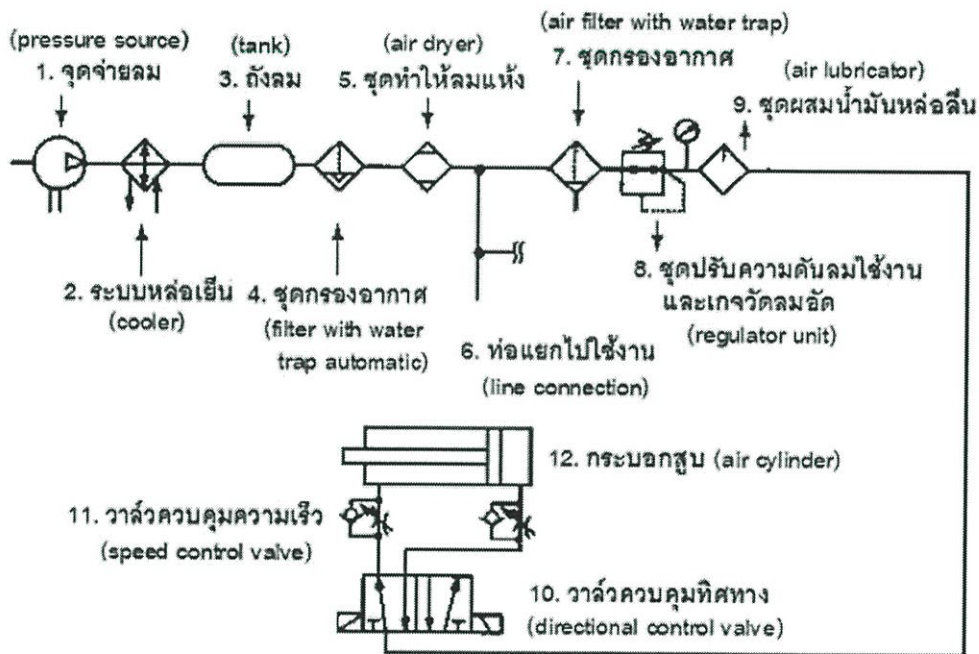 (pressure source)
1. จุดจ่ายลม
(tank)
3. ถังลม
(air dryer)
5. ชุดทำให้ลมแห้ง
(air filter with water trap)
7. ชุดกรองอากาศ
(air lubricator)
9. ชุดผสมน้ำมันหล่อลื่น
2. ระบบหล่อเย็น
(cooler)
4. ชุดกรองอากาศ
(filter with water
trap automatic)
6. ท่อแยกไปใช้งาน
(line connection)
8. ชุดปรับความดันลมใช้งาน
และเกจวัดลมอัด
(regulator unit)
12. กระบอกสูบ (air cylinder)
11. วาล์วควบคุมความเร็ว
(speed control valve)
10. วาล์วควบคุมทิศทาง
(directional control valve)